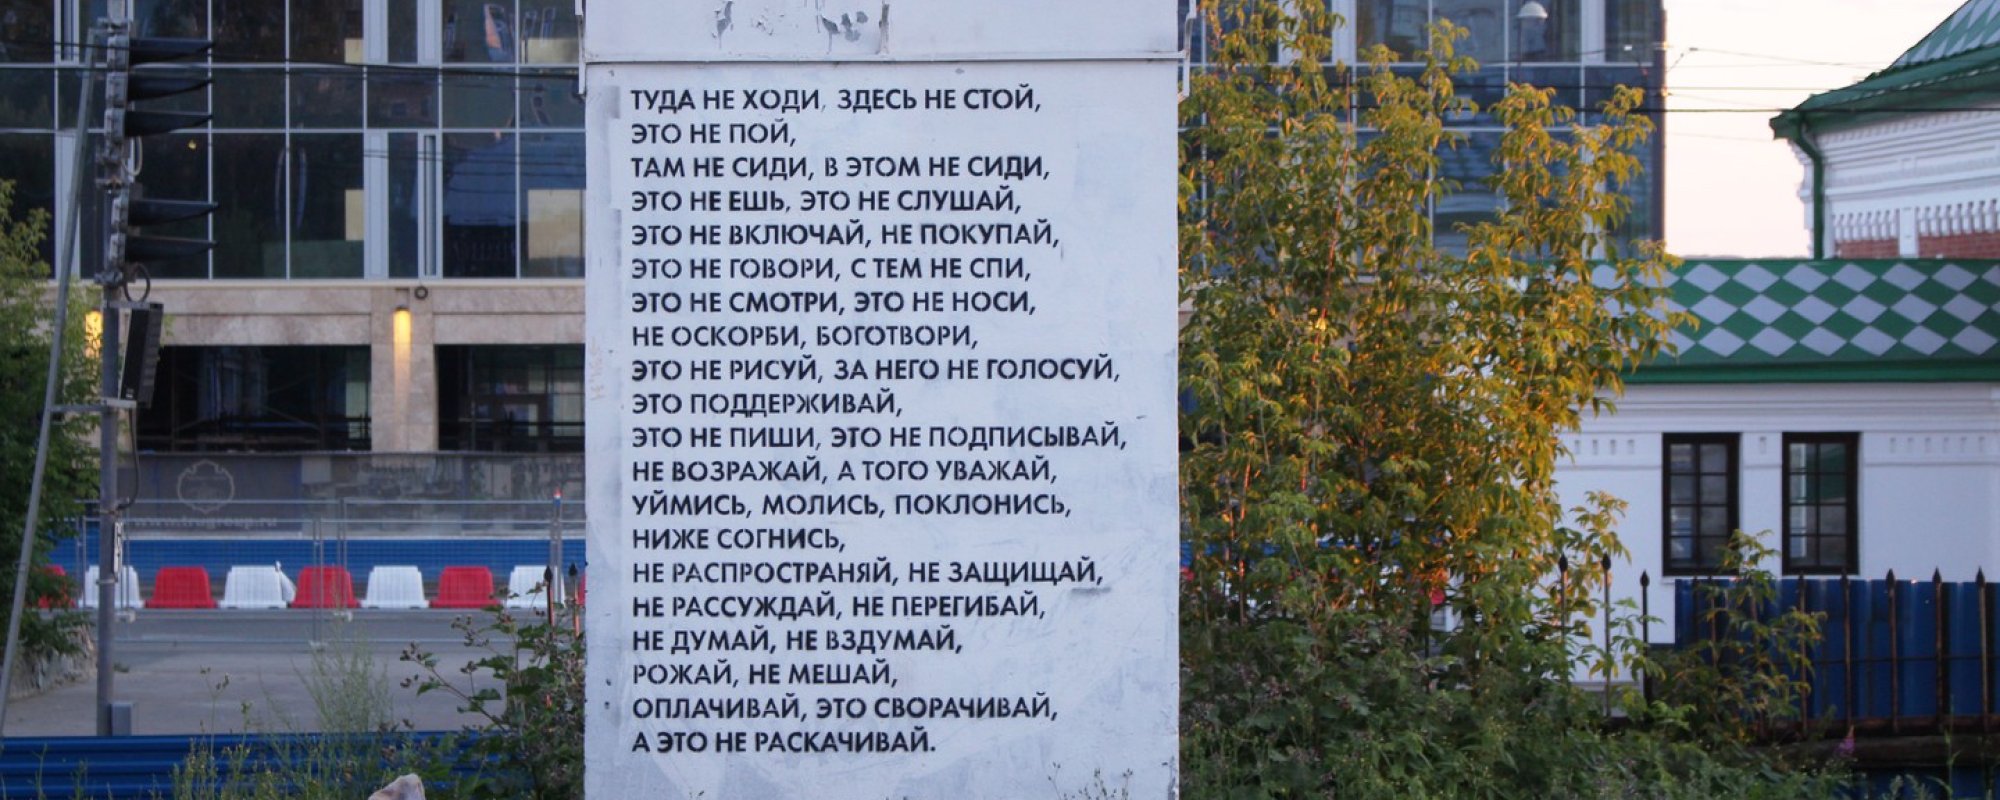 ТУДА НЕ ХОДИ, ЗДЕСЬ НЕ СТОЙ,
ЭТО НЕ ПОЙ,
ТАМ НЕ СИДИ, В ЭТОМ НЕ СИДИ,
ЭТО НЕ ЕШЬ, ЭТО НЕ СЛУШАЙ,
ЭТО НЕ ВКЛЮЧАЙ, НЕ ПОКУПАЙ,
ЭТО НЕ ГОВОРИ, С ТЕМ НЕ СПИ,
ЭТО НЕ СМОТРИ, ЭТО НЕ НОСИ,
НЕ ОСКОРБИ, БОГОТВОРИ,
ЭТО НЕ РИСУЙ, ЗА НЕГО НЕ ГОЛОСУЙ,
ЭТО ПОДДЕРЖИВАЙ,
ЭТО НЕ ПИШИ, ЭТО НЕ ПОДПИСЫВАЙ,
НЕ ВОЗРАЖАЙ, А ТОГО УВАЖАЙ,
УЙМИСЬ, МОЛИСЬ, ПОКЛОНИСЬ,
НИЖЕ СОГНИСЬ,
НЕ РАСПРОСТРАНЯЙ, НЕ ЗАЩИЩАЙ,
НЕ РАССУЖДАЙ, НЕ ПЕРЕГИБАЙ,
НЕ ДУМАЙ, НЕ ВЗДУМАЙ,
РОЖАЙ, НЕ МЕШАЙ,
ОПЛАЧИВАЙ, ЭТО СВОРАЧИВАЙ,
А ЭТО НЕ РАСКАЧИВАЙ.